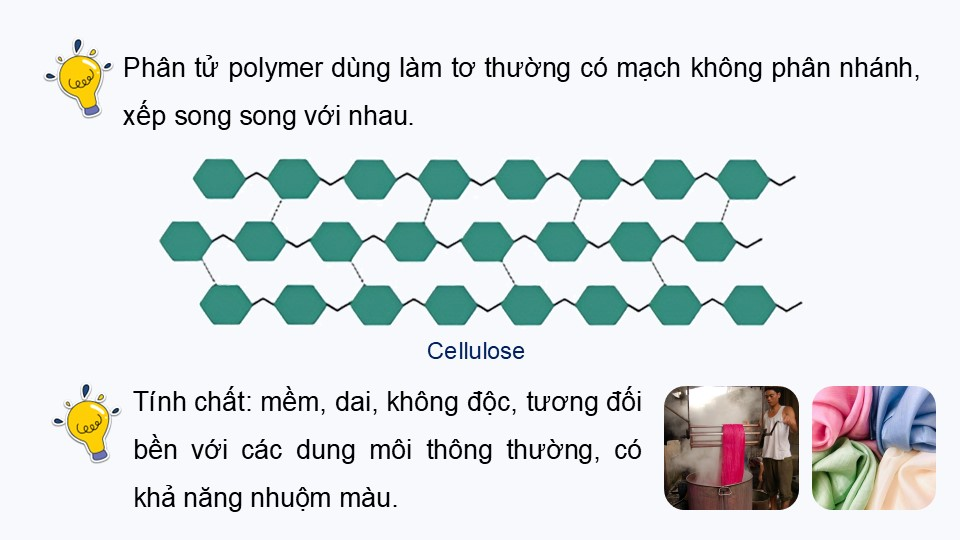 Phân tử polymer dùng làm tơ thường có mạch không phân nhánh,
xếp song song với nhau.
Cellulose
Tính chất: mềm, dai, không độc, tương đối
bền với các dung môi thông thường, có
khả năng nhuộm màu.